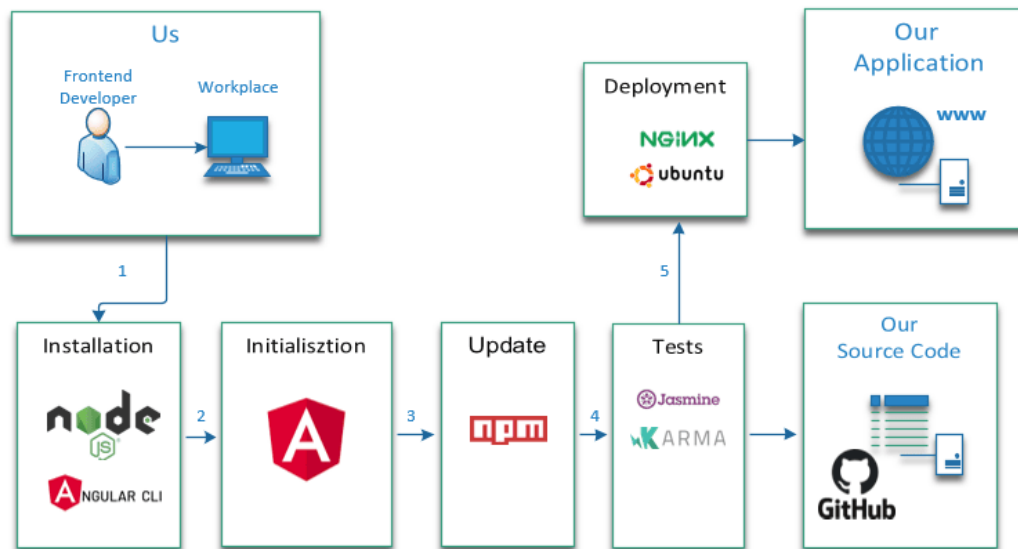 Us
Frontend
Developer
Workplace
Deployment
NGiNX
ubuntu
Our
Application
www
1
5
Installation
node
JS
ANGULAR CLI
2
Initialisztion
A
3
Update
npm
4
Tests
Jasmine
KARMA
Our
Source Code
GitHub